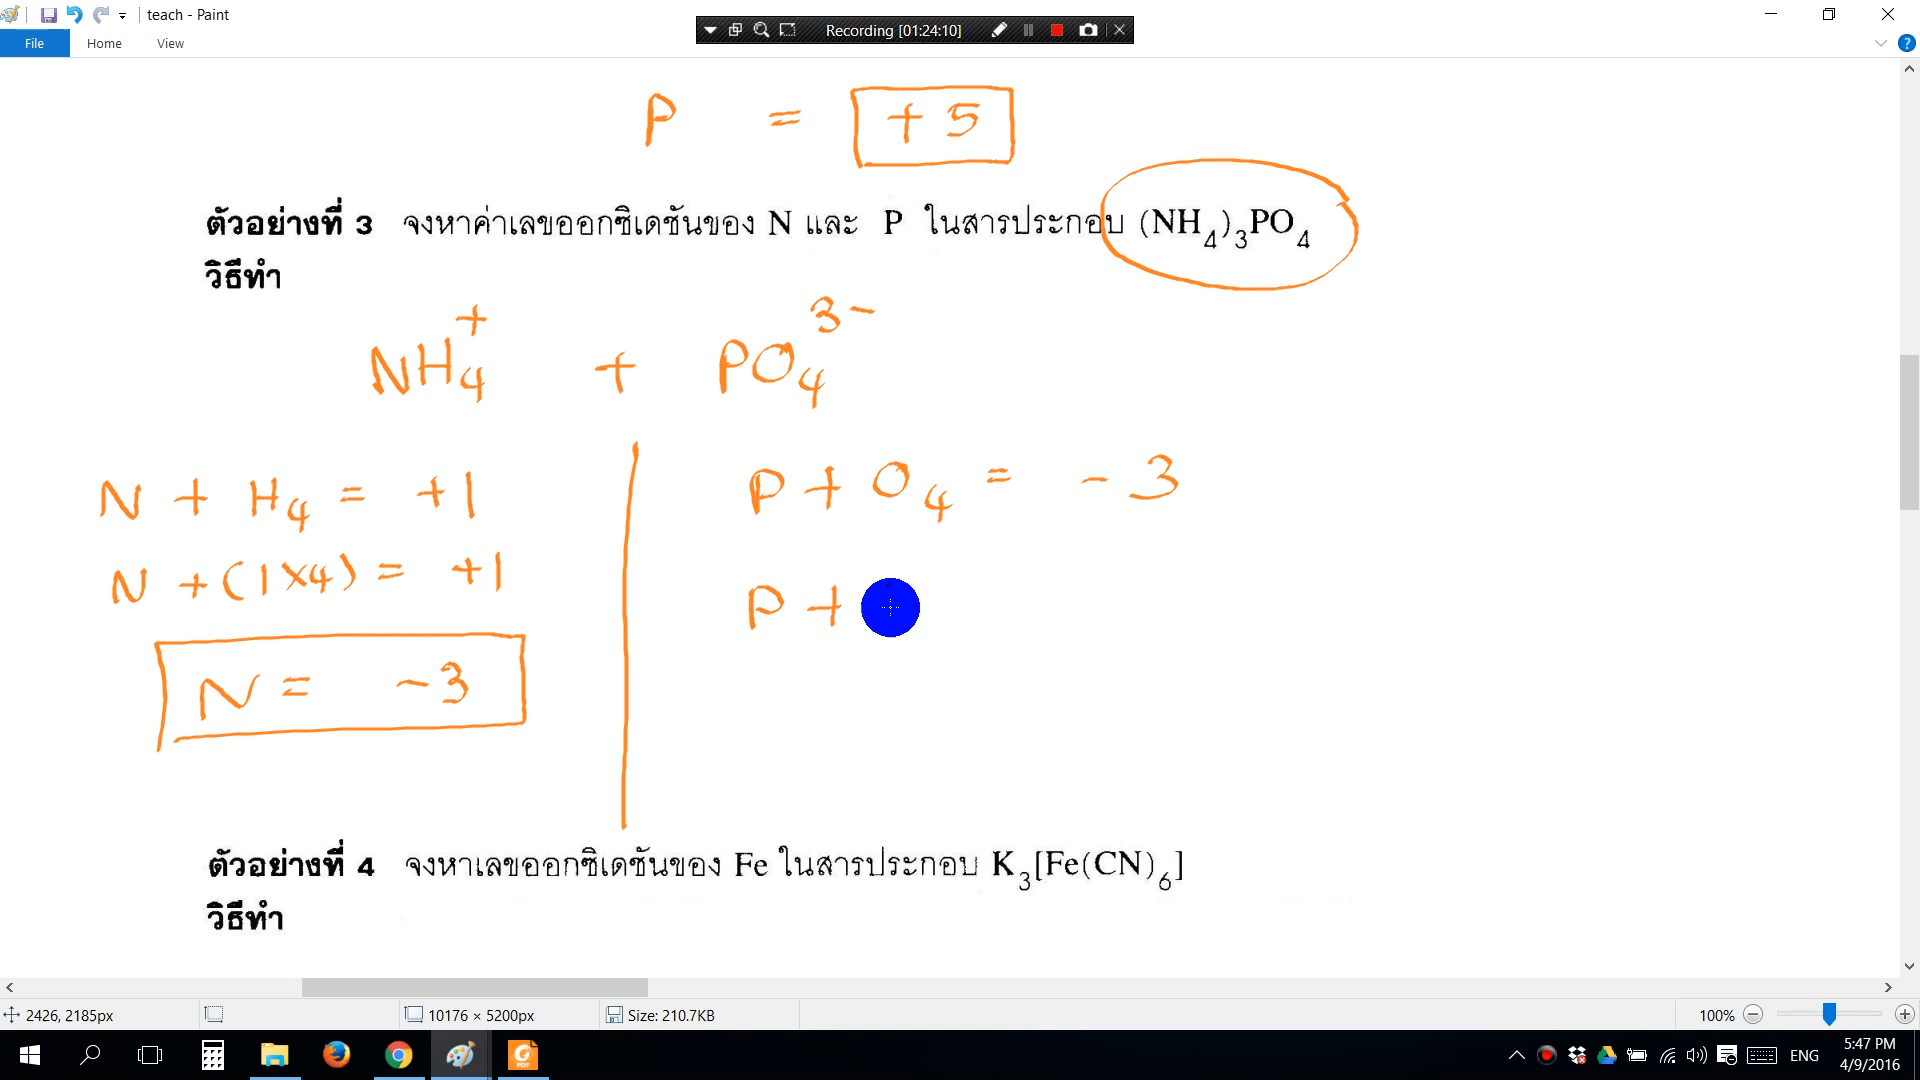 teach - Paint
Recording [01:24:10]
File Home View
P = +5
ตัวอย่างที่ 3 จงหาค่าเลขออกซิเดชันของ N และ P ในสารประกอบ (NH4)3PO4
วิธีทำ
NH4+ + PO43-
N + H4 = +1
P + O4 = -3
N + (1×4) = +1
P +
N = -3
ตัวอย่างที่ 4 จงหาเลขออกซิเดชันของ Fe ในสารประกอบ K3[Fe(CN)6]
วิธีทำ
2426, 2185px 10176 × 5200px Size: 210.7KB 100%
ENG 5:47 PM
4/9/2016